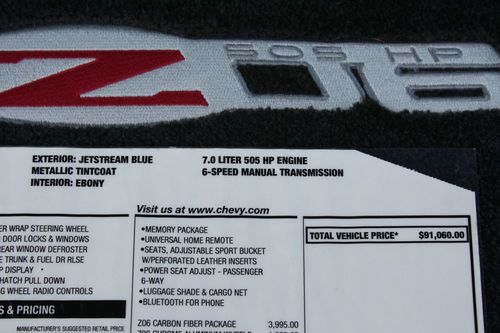 505 HP
Z06
EXTERIOR: JETSTREAM BLUE
METALLIC TINTCOAT
INTERIOR: EBONY
7.0 LITER 505 HP ENGINE
6-SPEED MANUAL TRANSMISSION
Visit us at www.chevy.com
ER WRAP STEERING WHEEL
DOOR LOCKS & WINDOWS
EAR WINDOW DEFROSTER
E TRUNK & FUEL DR RLSE
P DISPLAY
HATCH PULL DOWN
G WHEEL RADIO CONTROLS
S & PRICING
MANUFACTURER'S SUGGESTED RETAIL PRICE
•MEMORY PACKAGE
•UNIVERSAL HOME REMOTE
•SEATS, ADJUSTABLE SPORT BUCKET
W/PERFORATED LEATHER INSERTS
•POWER SEAT ADJUST - PASSENGER
6-WAY
•LUGGAGE SHADE & CARGO NET
•BLUETOOTH FOR PHONE
Z06 CARBON FIBER PACKAGE 3,995.00
Z06 CHROME ALUMINUM WHEELS
TOTAL VEHICLE PRICE* $91,060.00